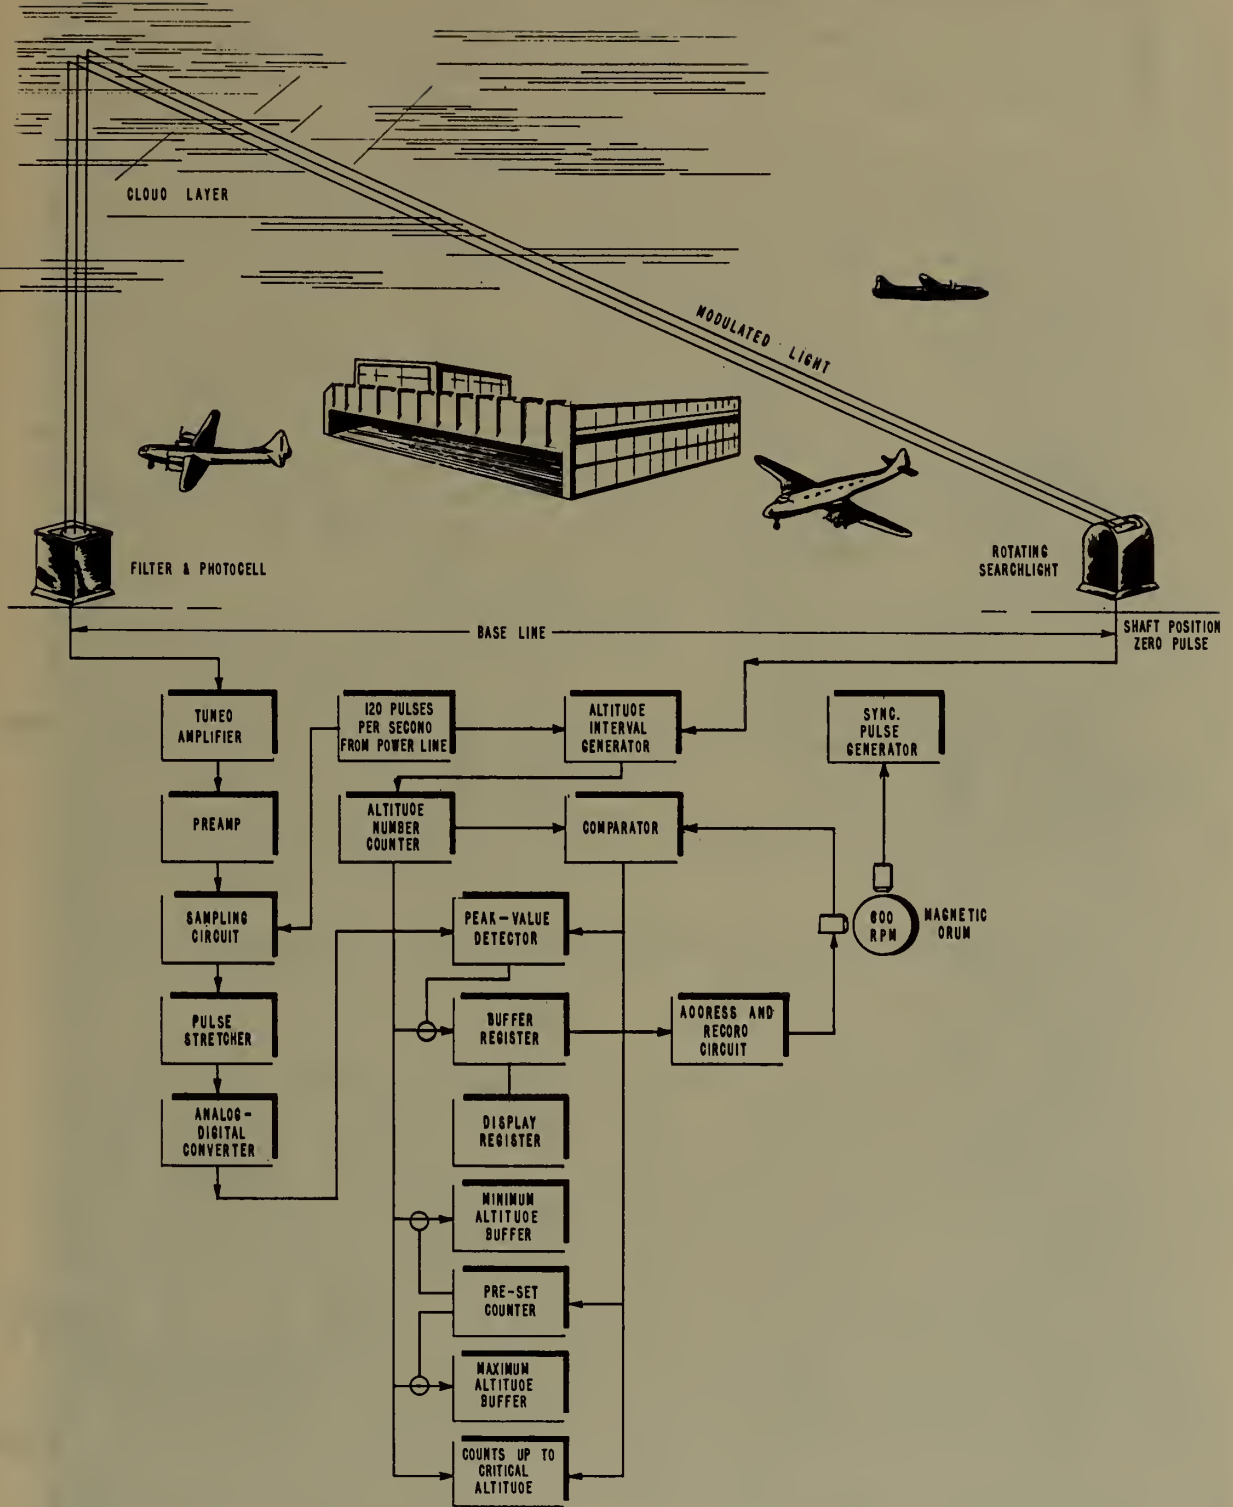 CLOUD LAYER
MODULATED LIGHT
FILTER & PHOTOCELL
ROTATING
SEARCHLIGHT
BASE LINE
SHAFT POSITION
ZERO PULSE
TUNED
AMPLIFIER
120 PULSES
PER SECOND
FROM POWER LINE
ALTITUDE
INTERVAL
GENERATOR
SYNC.
PULSE
GENERATOR
PREAMP
ALTITUDE
NUMBER
COUNTER
COMPARATOR
SAMPLING
CIRCUIT
PEAK-VALUE
DETECTOR
600
RPM
MAGNETIC
DRUM
PULSE
STRETCHER
BUFFER
REGISTER
ADDRESS AND
RECORD
CIRCUIT
ANALOG-
DIGITAL
CONVERTER
DISPLAY
REGISTER
MINIMUM
ALTITUDE
BUFFER
PRE-SET
COUNTER
MAXIMUM
ALTITUDE
BUFFER
COUNTS UP TO
CRITICAL
ALTITUDE